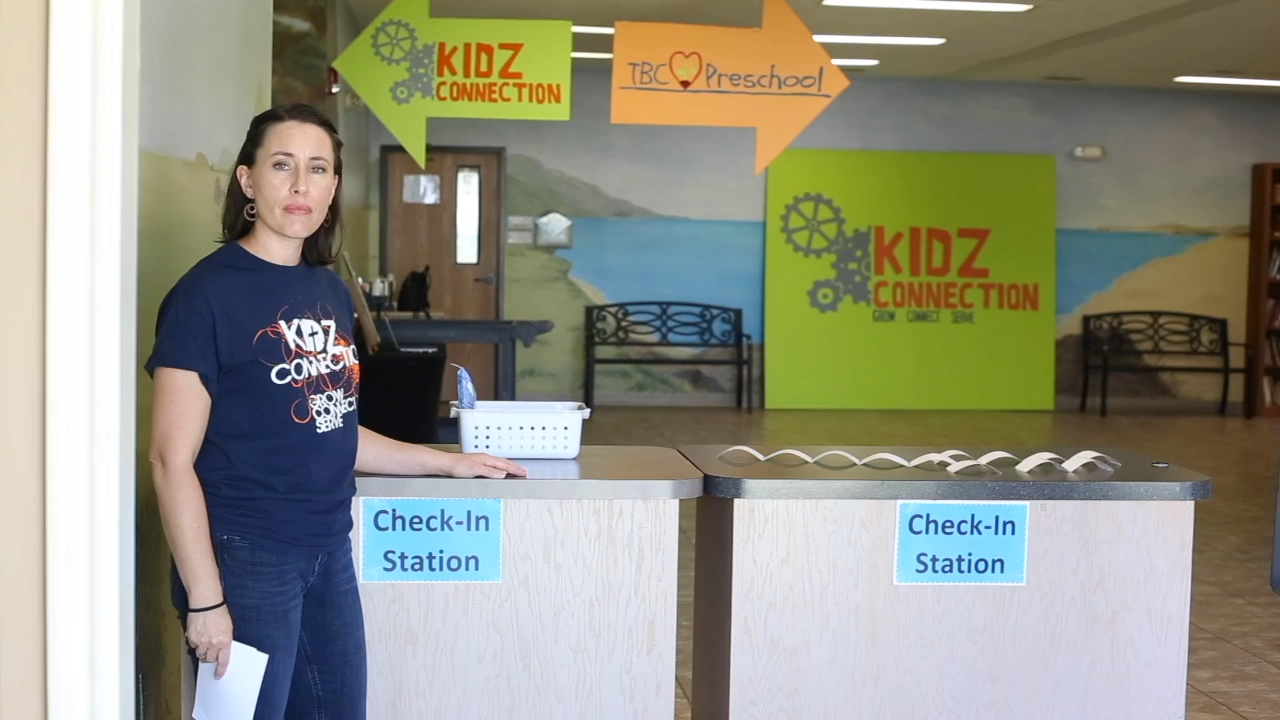 KIDZ
CONNECTION
TBC Preschool
KIDZ
CONNECTION
GROW CONNECT SERVE
KIDZ
CONNECTIO
GROW
CONNECT
SERVE
Check-In
Station
Check-In
Station